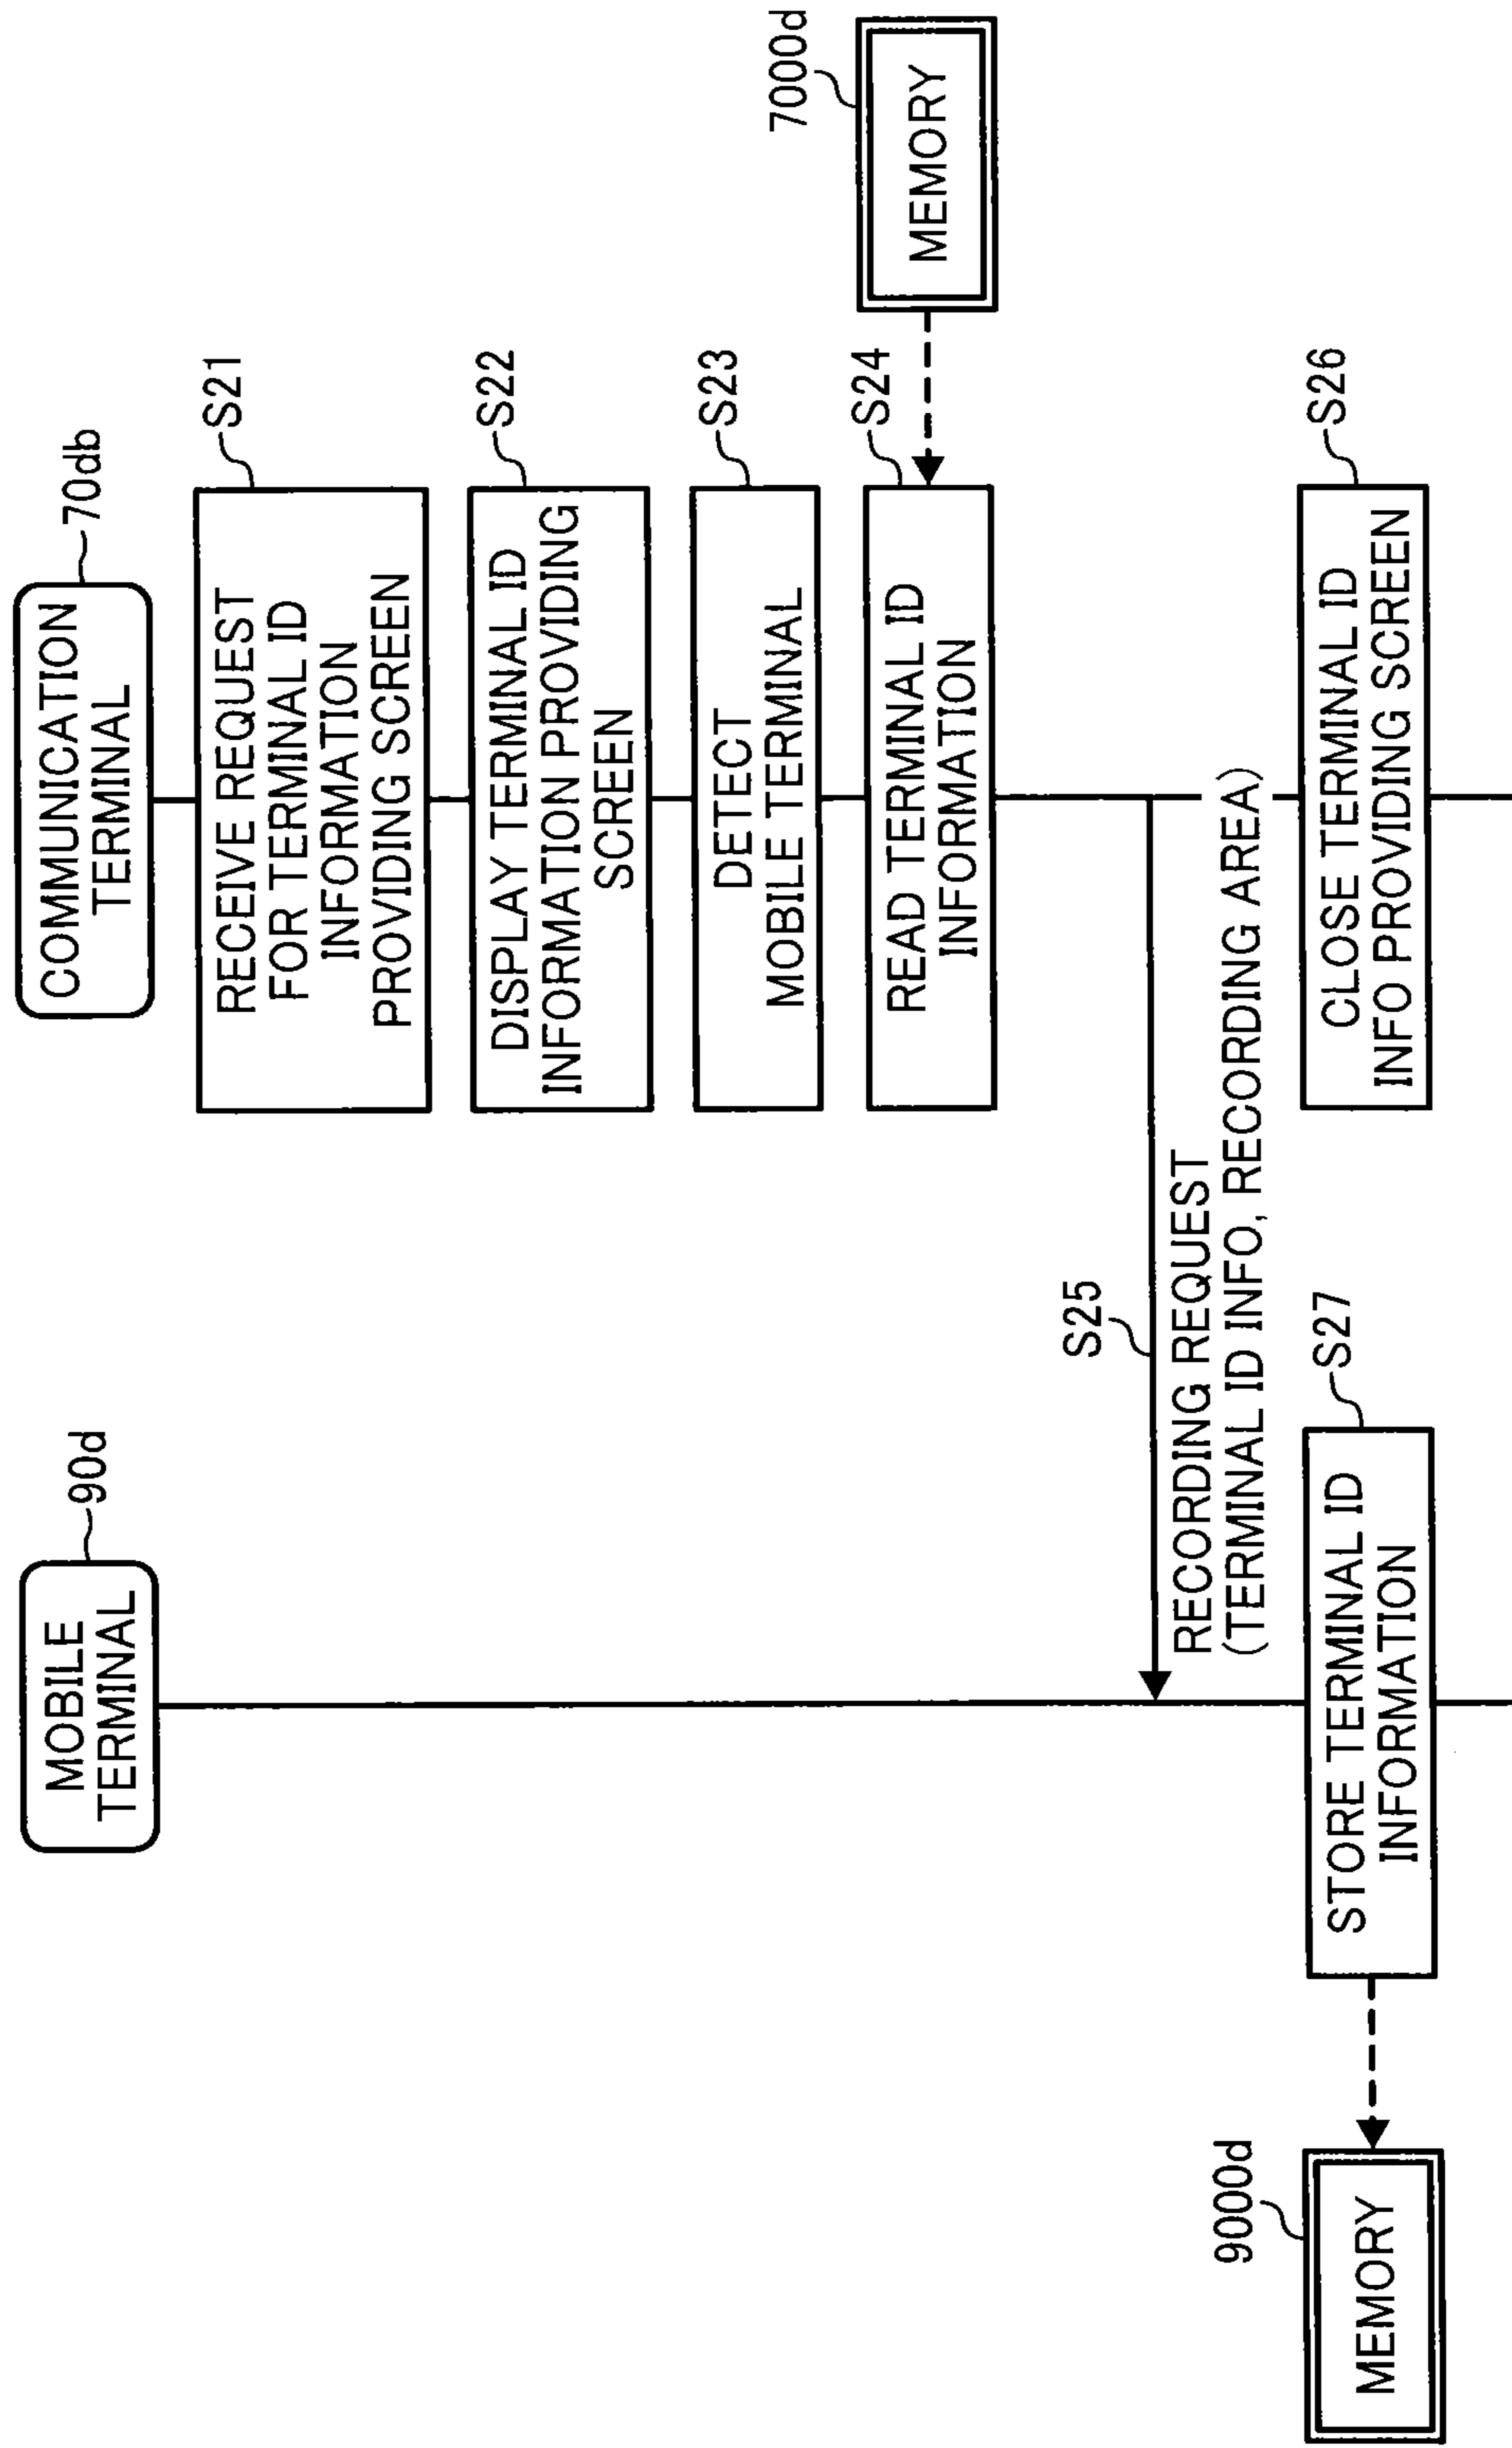 MOBILE
TERMINAL
90d
COMMUNICATION
TERMINAL
70db
RECEIVE REQUEST
FOR TERMINAL ID
INFORMATION
PROVIDING SCREEN
S21
DISPLAY TERMINAL ID
INFORMATION PROVIDING
SCREEN
S22
DETECT
MOBILE TERMINAL
S23
READ TERMINAL ID
INFORMATION
S24
7000d
MEMORY
S25
RECORDING REQUEST
(TERMINAL ID INFO, RECORDING AREA)
CLOSE TERMINAL ID
INFO PROVIDING SCREEN
S26
STORE TERMINAL ID
INFORMATION
S27
9000d
MEMORY